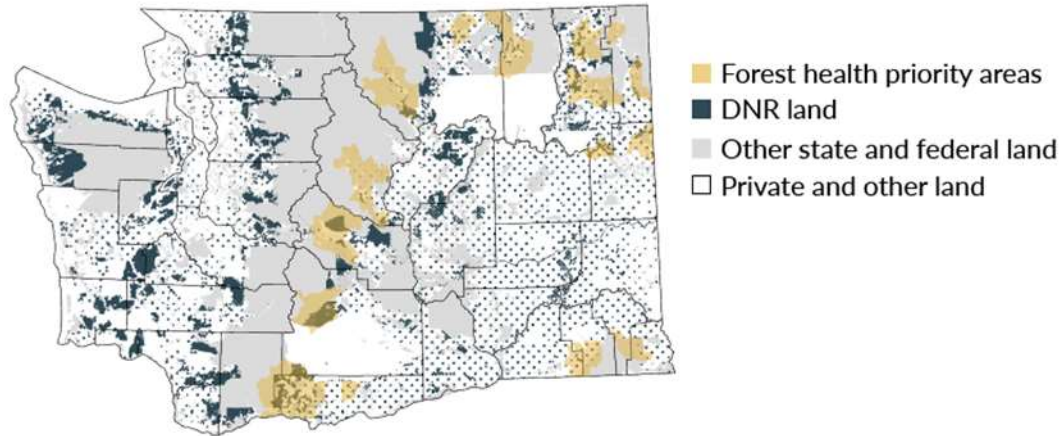 Forest health priority areas
DNR land
Other state and federal land
Private and other land